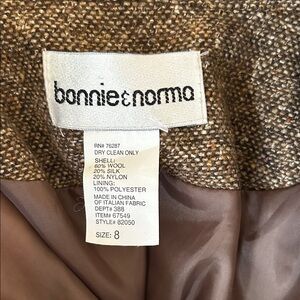 bonnie&norma
RN# 76287
DRY CLEAN ONLY
SHELL:
60% WOOL
20% SILK
20% NYLON
LINING:
100% POLYESTER
MADE IN CHINA
OF ITALIAN FABRIC
DEPT# 388
ITEM# 67549
STYLE# 82050
SIZE: 8